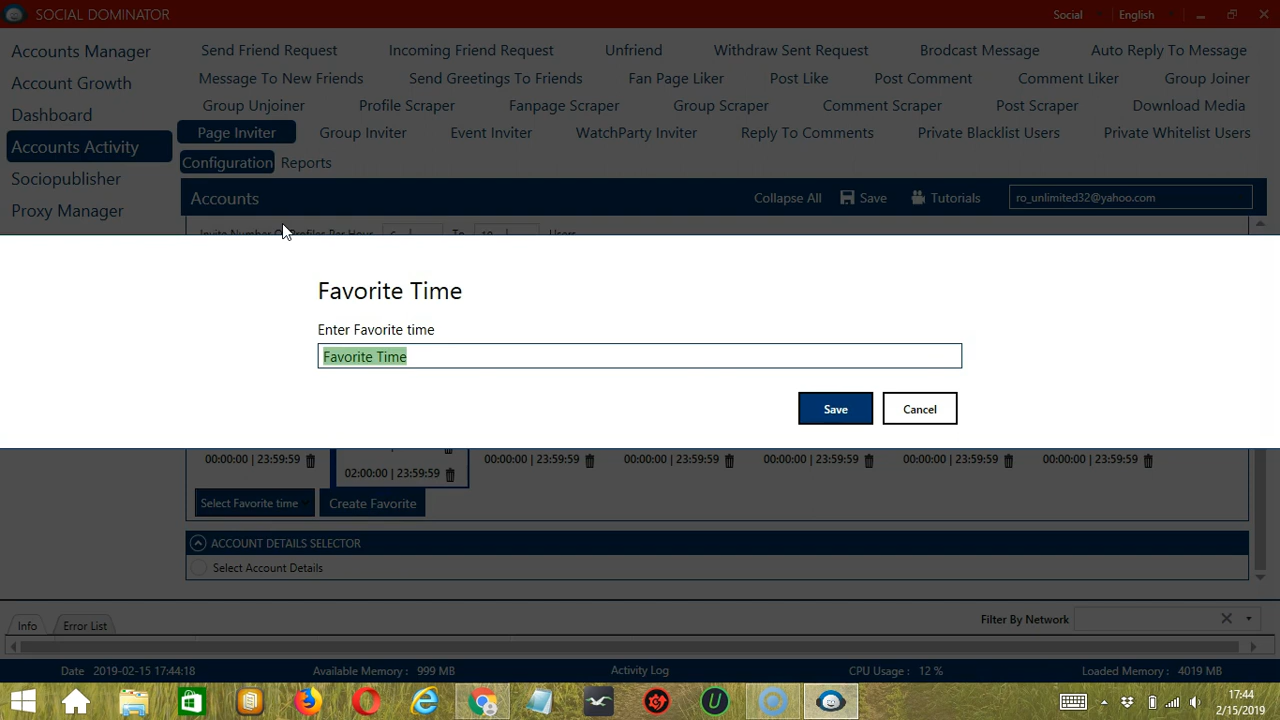 SOCIAL DOMINATOR Social English
Accounts Manager Send Friend Request Incoming Friend Request Unfriend Withdraw Sent Request Brodcast Message Auto Reply To Message
Account Growth Message To New Friends Send Greetings To Friends Fan Page Liker Post Like Post Comment Comment Liker Group Joiner
Dashboard Group Unjoiner Profile Scraper Fanpage Scraper Group Scraper Comment Scraper Post Scraper Download Media
Accounts Activity Page Inviter Group Inviter Event Inviter WatchParty Inviter Reply To Comments Private Blacklist Users Private Whitelist Users
Configuration Reports
Sociopublisher
Accounts Collapse All Save Tutorials ro_unlimited32@yahoo.com
Proxy Manager
Invite Number Of Profiles Per Hour To Users
Favorite Time
Enter Favorite time
Favorite Time
Save Cancel
00:00:00 | 23:59:59 00:00:00 | 23:59:59 00:00:00 | 23:59:59 00:00:00 | 23:59:59 00:00:00 | 23:59:59 00:00:00 | 23:59:59
02:00:00 | 23:59:59
Select Favorite time Create Favorite
ACCOUNT DETAILS SELECTOR
Select Account Details
Info Error List Filter By Network
Date 2019-02-15 17:44:18 Available Memory : 999 MB Activity Log CPU Usage : 12 % Loaded Memory : 4019 MB
17:44
2/15/2019